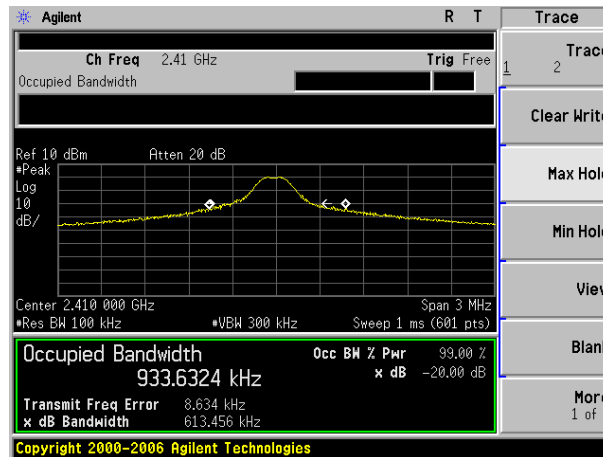 Agilent R T Trace
Ch Freq 2.41 GHz Trig Free
Occupied Bandwidth
Trace
1 2
Clear Write
Max Hold
Min Hold
View
Blank
More
1 of
Ref 10 dBm Atten 20 dB
#Peak
Log
10
dB/
Center 2.410 000 GHz Span 3 MHz
#Res BW 100 kHz #VBW 300 kHz Sweep 1 ms (601 pts)
Occupied Bandwidth Occ BW % Pwr 99.00 %
933.6324 kHz x dB -20.00 dB
Transmit Freq Error 8.634 kHz
x dB Bandwidth 613.456 kHz
Copyright 2000-2006 Agilent Technologies